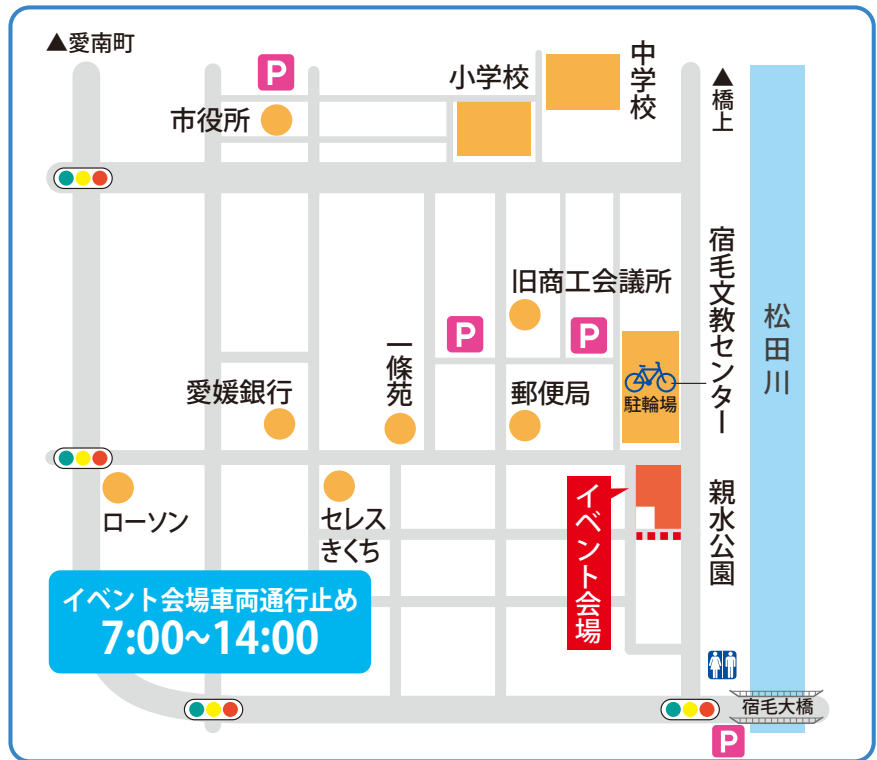 ▲愛南町
P
小学校
中学校
▲橋上
市役所
宿毛文教センター
松田川
旧商工会議所
P
P
一條苑
愛媛銀行
郵便局
駐輪場
ローソン
セレス
きくち
イベント会場
親水公園
イベント会場車両通行止め
7:00~14:00
宿毛大橋
P